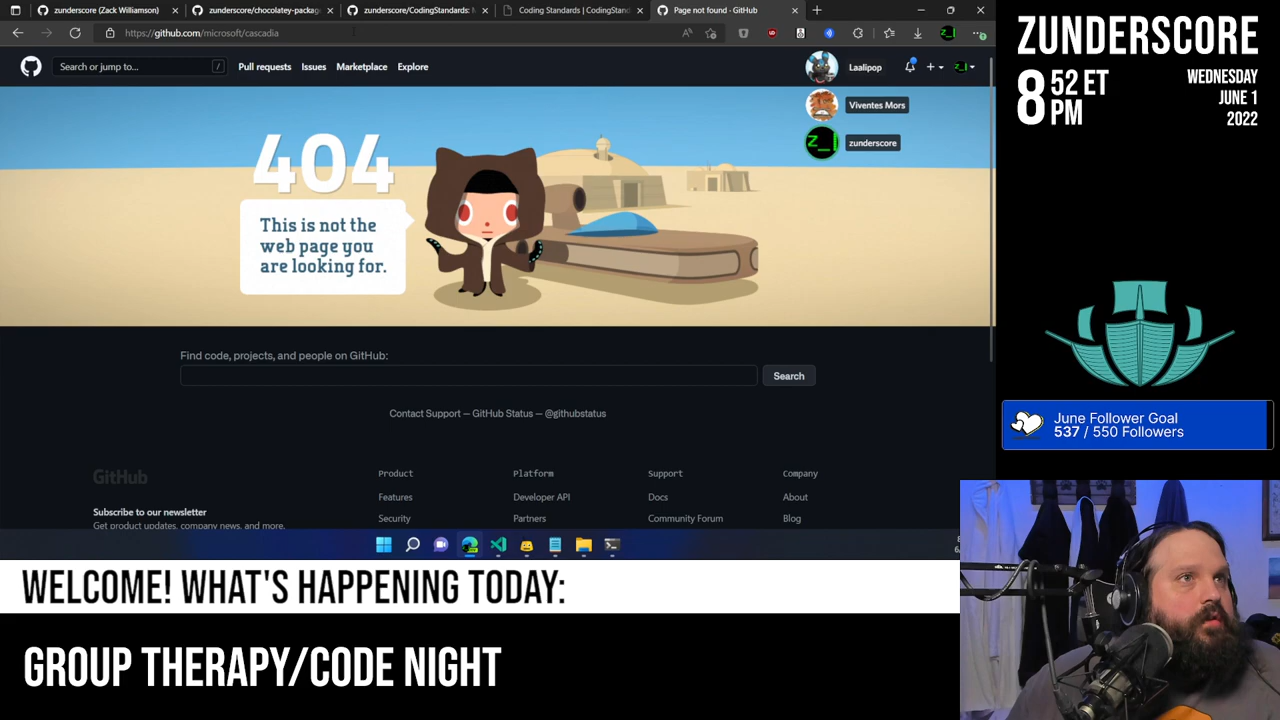 zunderscore (Zack Williamson)
zunderscore/chocolatey-packag
zunderscore/CodingStandards: M
Coding Standards | CodingStand
Page not found · GitHub
https://github.com/microsoft/cascadia
Search or jump to...
/
Pull requests
Issues
Marketplace
Explore
Laalipop
Viventes Mors
zunderscore
404
This is not the
web page you
are looking for.
Find code, projects, and people on GitHub:
Search
Contact Support — GitHub Status — @githubstatus
GitHub
Subscribe to our newsletter
Get product updates, company news, and more.
Product
Features
Security
Platform
Developer API
Partners
Support
Docs
Community Forum
Company
About
Blog
ZUNDERSCORE
8 52 ET
PM
WEDNESDAY
JUNE 1
2022
June Follower Goal
537 / 550 Followers
WELCOME! WHAT'S HAPPENING TODAY:
GROUP THERAPY/CODE NIGHT